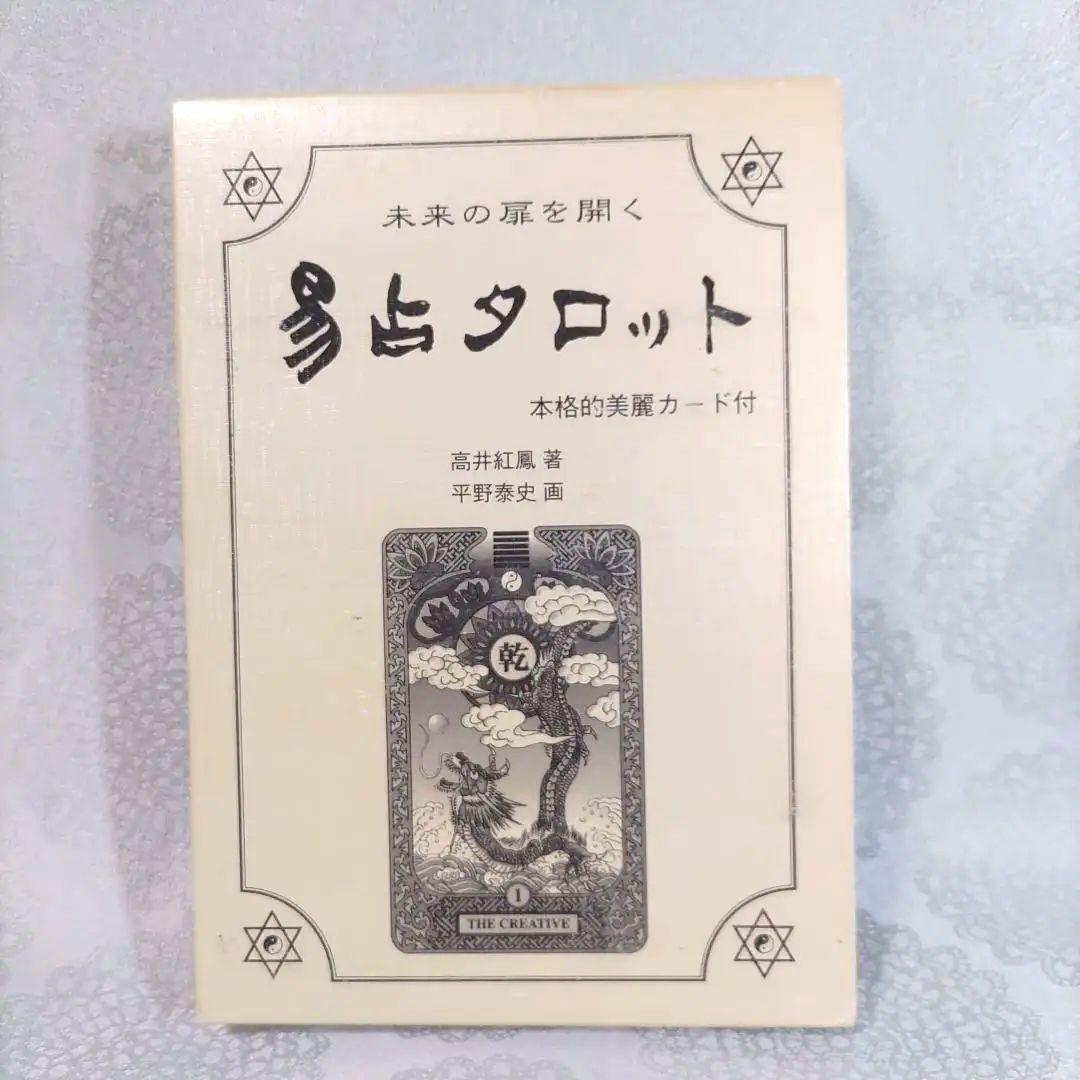 未来の扉を開く
易占タロット
本格的美麗カード付
高井紅鳳 著
平野泰史 画
乾
1
THE CREATIVE